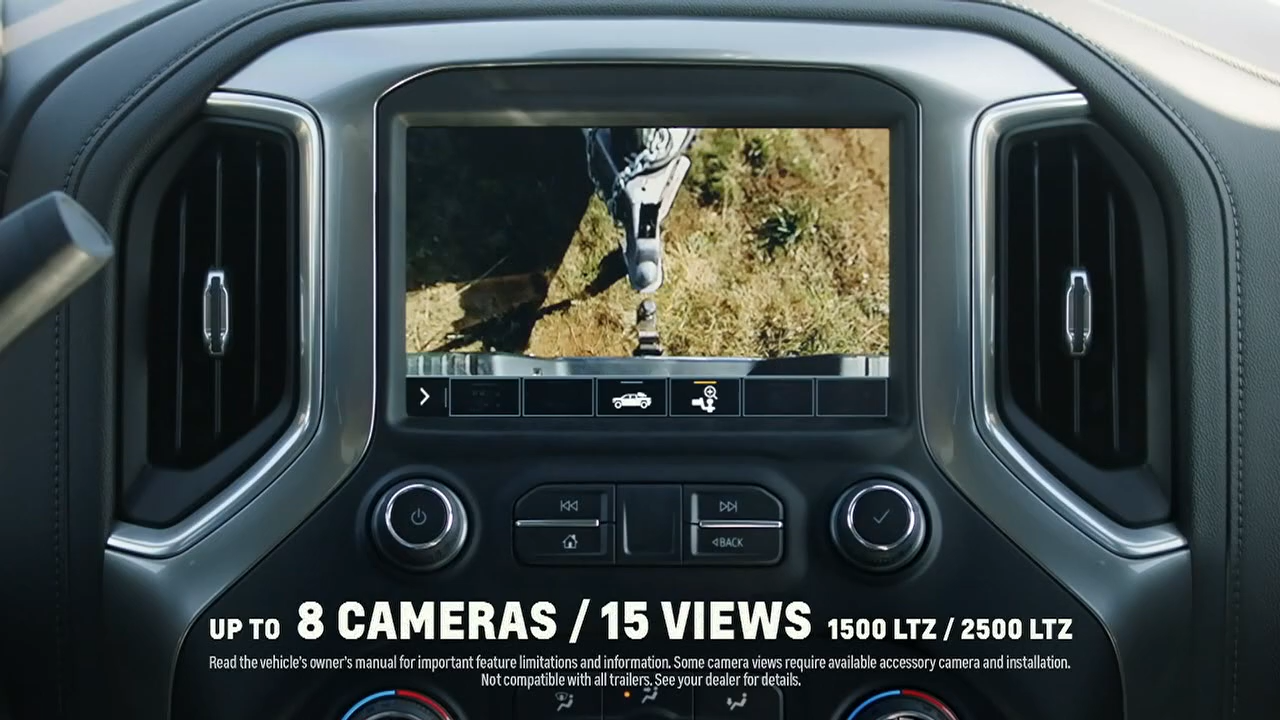 BACK
UP TO 8 CAMERAS / 15 VIEWS 1500 LTZ / 2500 LTZ
Read the vehicle's owner's manual for important feature limitations and information. Some camera views require available accessory camera and installation.
Not compatible with all trailers. See your dealer for details.